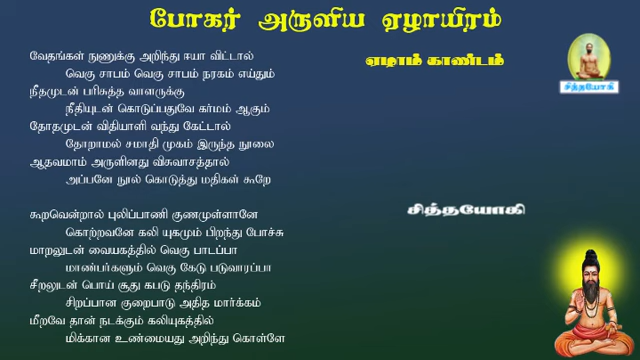 போகர் அருளிய ஏழாயிரம்
ஏழாம் காண்டம்
சித்தயோகி
வேதங்கள் நுணுக்கு அறிந்து ஈயா விட்டால்
வெகு சாபம் வெகு சாபம் நரகம் எய்தும்
நீதமுடன் பரிசுத்த வானருக்கு
நீதியுடன் கொடுப்பதுவே கர்மம் ஆகும்
தோதமுடன் விதியாளி வந்து கேட்டால்
தோறாமல் சமாதி முகம் இருந்த நூலை
ஆதவமாம் அருளினது விசுவாசத்தால்
அப்பனே நூல் கொடுத்து மதிகள் கூறே
கூறவென்றால் புலிப்பாணி குணமுள்ளானே
கொற்றவனே கலி யுகமும் பிறந்து போச்சு
மாறலுடன் வையகத்தில் வெகு பாடப்பா
மாண்பர்களும் வெகு கேடு படுவாரப்பா
சீறலுடன் பொய் சூது கபடு தந்திரம்
சிறப்பான குறைபாடு அதித மார்க்கம்
மீறவே தான் நடக்கும் கலியுகத்தில்
மிக்கான உண்மையது அறிந்து கொள்ளே
சித்தயோகி